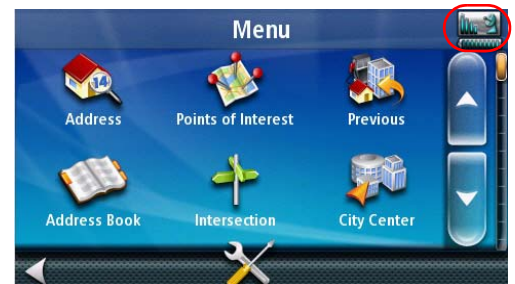 Menu
14
Address
Points of Interest
Previous
Address Book
Intersection
City Center